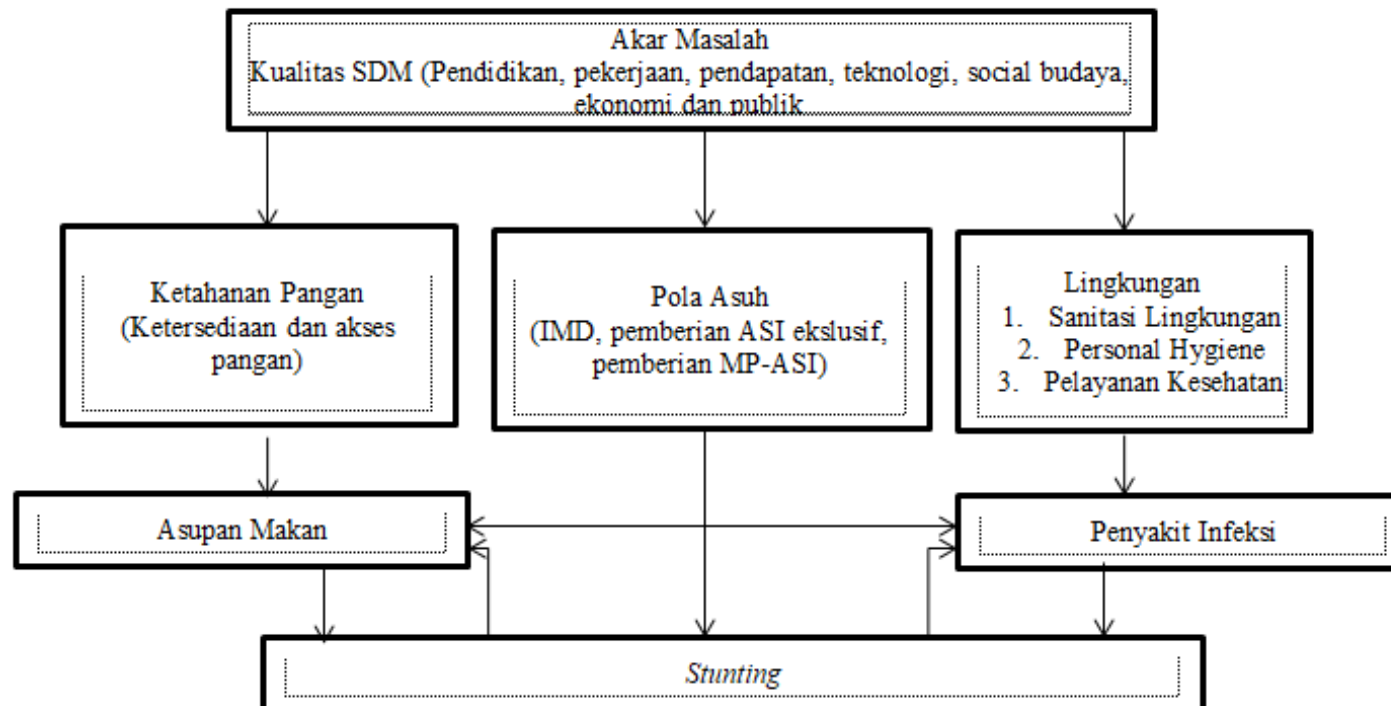 Akar Masalah
Kualitas SDM (Pendidikan, pekerjaan, pendapatan, teknologi, social budaya,
ekonomi dan publik
Ketahanan Pangan
(Ketersediaan dan akses
pangan)
Pola Asuh
(IMD, pemberian ASI ekslusif,
pemberian MP-ASI)
Lingkungan
1. Sanitasi Lingkungan
2. Personal Hygiene
3. Pelayanan Kesehatan
Asupan Makan
Penyakit Infeksi
Stunting